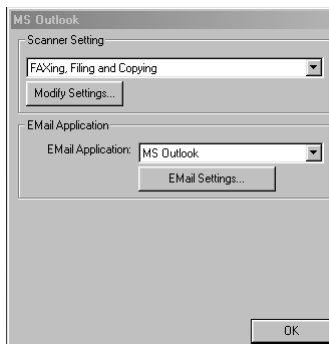 MS Outlook
Scanner Setting
FAXing, Filing and Copying
Modify Settings...
EMail Application
EMail Application: MS Outlook
EMail Settings...
OK